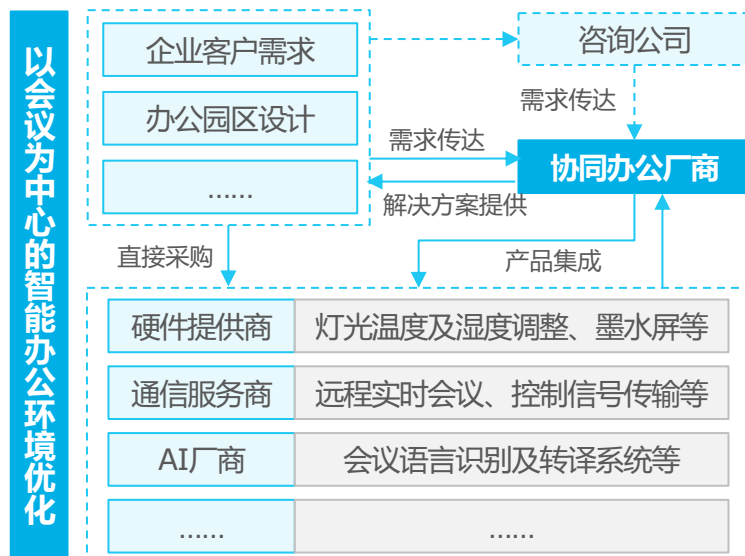 以会议为中心的智能办公环境优化
企业客户需求
咨询公司
办公园区设计
需求传达
需求传达
协同办公厂商
……
解决方案提供
直接采购
产品集成
硬件提供商 灯光温度及湿度调整、墨水屏等
通信服务商 远程实时会议、控制信号传输等
AI厂商 会议语言识别及转译系统等
…… ……